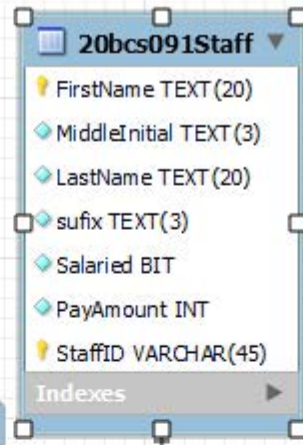 20bcs091Staff
FirstName TEXT(20)
MiddleInitial TEXT(3)
LastName TEXT(20)
sufix TEXT(3)
Salaried BIT
PayAmount INT
StaffID VARCHAR(45)
Indexes